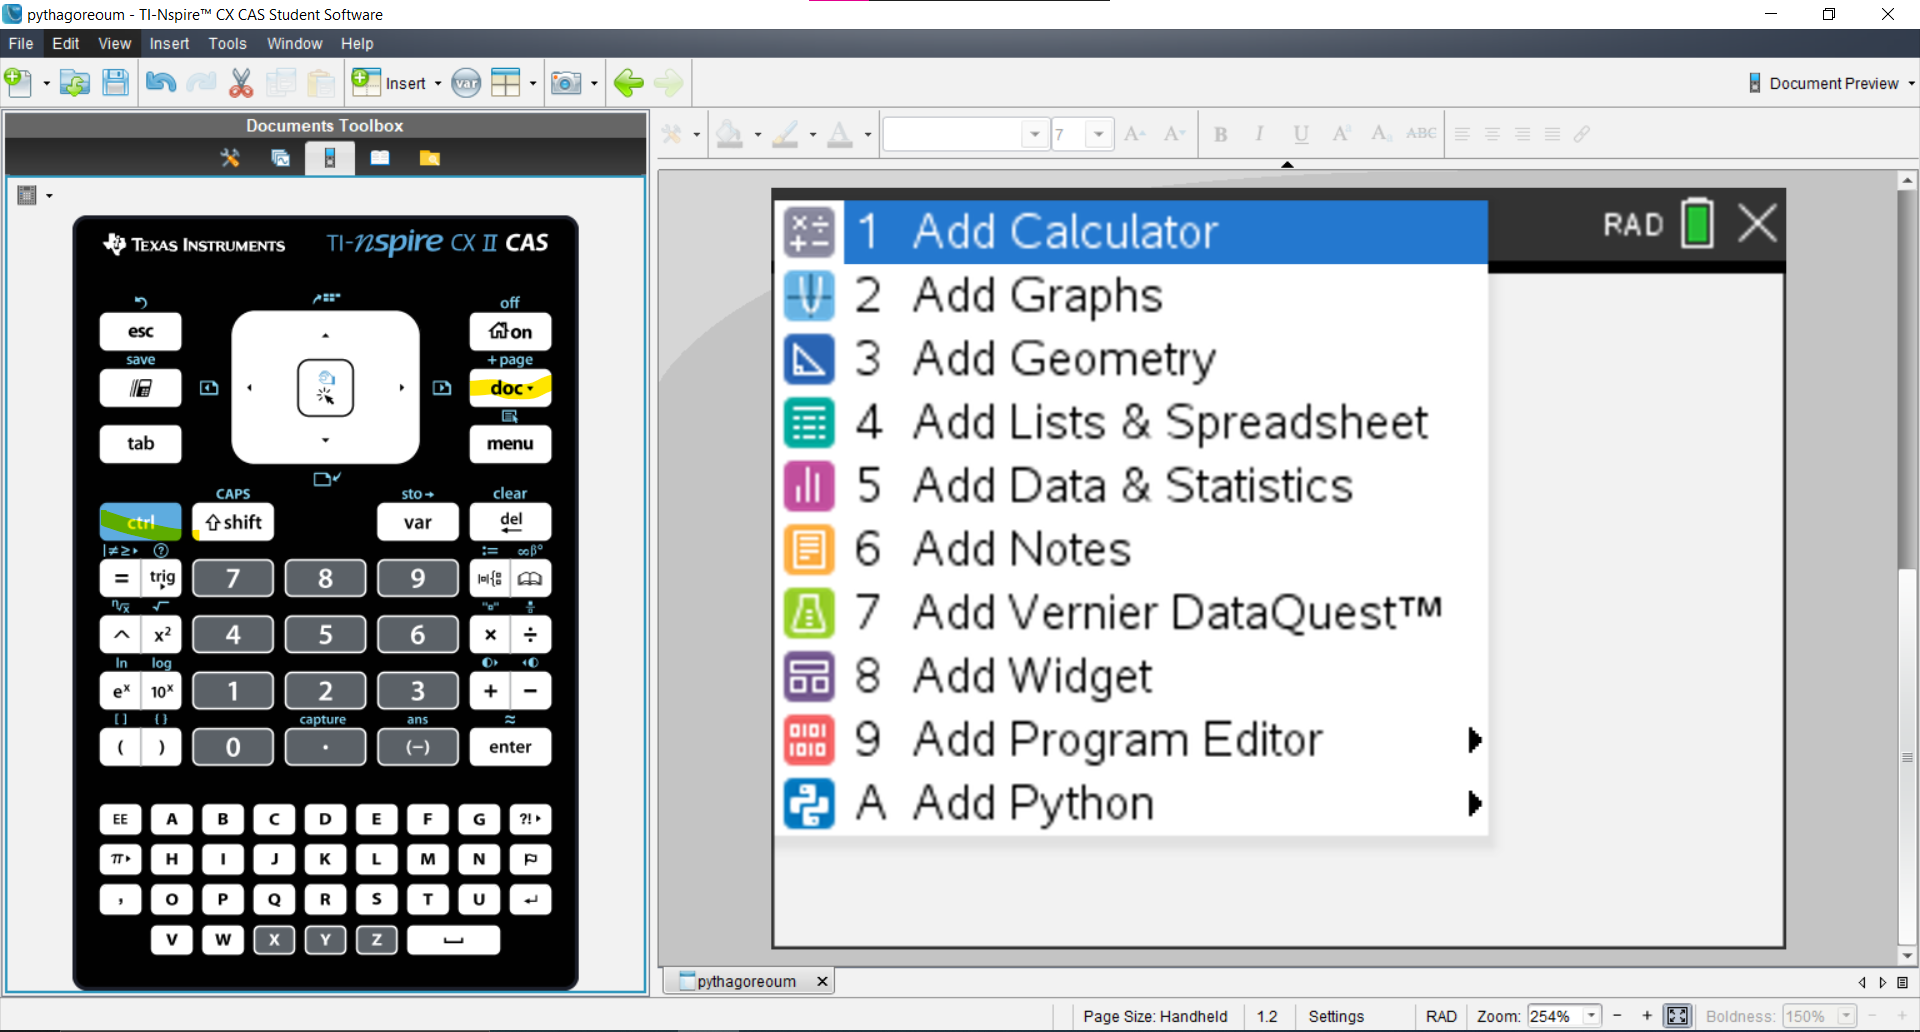 pythagoreoum - TI-Nspire™ CX CAS Student Software
File Edit View Insert Tools Window Help
Insert var Document Preview
Documents Toolbox
7 B I U A A ABC
TEXAS INSTRUMENTS TI-nspire CX II CAS
off
esc on
save +page
doc
tab menu
CAPS sto→ clear
ctrl shift var del
|≠≥▸ ? := ∞β°
= trig 7 8 9
ⁿ√x √ "▫"
^ x² 4 5 6 × ÷
ln log
eˣ 10ˣ 1 2 3 + −
[ ] { } capture ans ≈
( ) 0 . (−) enter
EE A B C D E F G ?!▸
π▸ H I J K L M N
, O P Q R S T U
V W X Y Z
RAD
1 Add Calculator
2 Add Graphs
3 Add Geometry
4 Add Lists & Spreadsheet
5 Add Data & Statistics
6 Add Notes
7 Add Vernier DataQuest™
8 Add Widget
9 Add Program Editor
A Add Python
pythagoreoum
Page Size: Handheld 1.2 Settings RAD Zoom: 254% − + Boldness: 150% − +